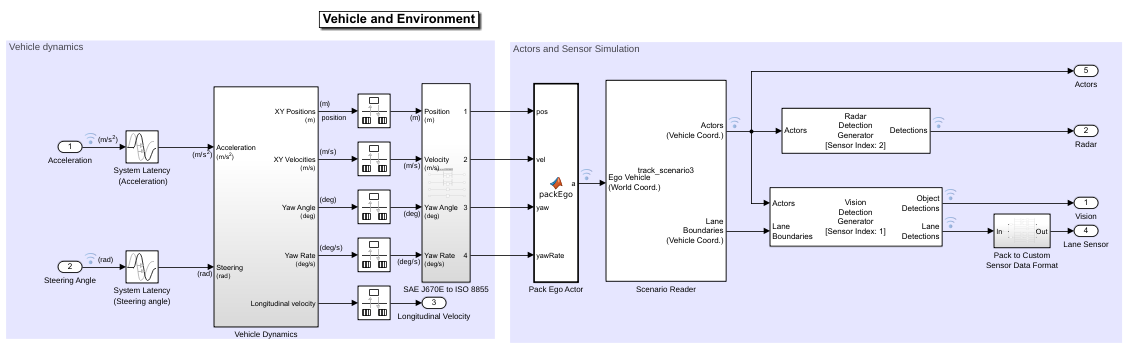 Vehicle and Environment
Vehicle dynamics
1
Acceleration
(m/s²)
System Latency
(Acceleration)
(m/s²)
2
Steering Angle
(rad)
System Latency
(Steering angle)
(rad)
Acceleration
(m/s²)
Steering
(rad)
XY Positions
(m)
XY Velocities
(m/s)
Yaw Angle
(deg)
Yaw Rate
(deg/s)
Longitudinal velocity
Vehicle Dynamics
(m)
position
(m/s)
(deg)
(deg/s)
(m)
(m/s)
(deg)
(deg/s)
Position
(m)
1
Velocity
(m/s)
2
Yaw Angle
(deg)
3
Yaw Rate
(deg/s)
4
SAE J670E to ISO 8855
3
Longitudinal Velocity
Actors and Sensor Simulation
pos
vel
yaw
yawRate
packEgo
a
Pack Ego Actor
track_scenario3
Ego Vehicle
(World Coord.)
Actors
(Vehicle Coord.)
Lane
Boundaries
(Vehicle Coord.)
Scenario Reader
Actors
Radar
Detection
Generator
[Sensor Index: 2]
Detections
Actors
Lane
Boundaries
Vision
Detection
Generator
[Sensor Index: 1]
Object
Detections
Lane
Detections
In
Out
Pack to Custom
Sensor Data Format
5
Actors
2
Radar
1
Vision
4
Lane Sensor